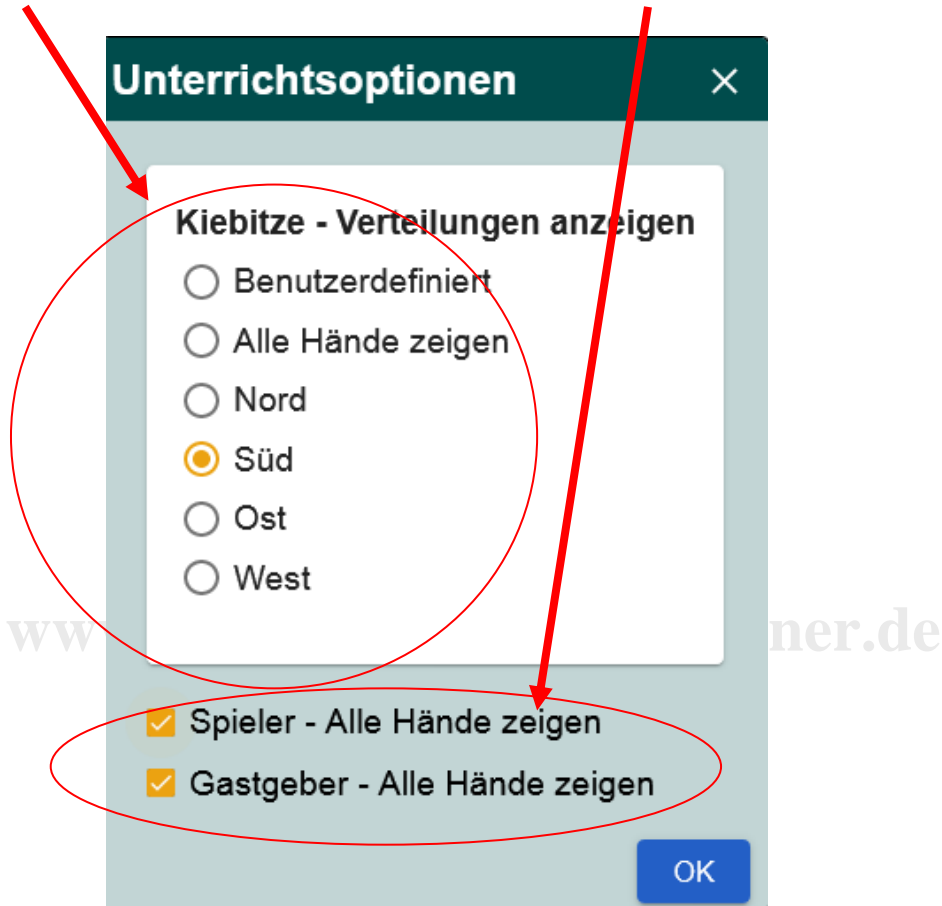 Unterrichtsoptionen
Kiebitze - Verteilungen anzeigen
Benutzerdefiniert
Alle Hände zeigen
Nord
Süd
Ost
West
Spieler - Alle Hände zeigen
Gastgeber - Alle Hände zeigen
OK